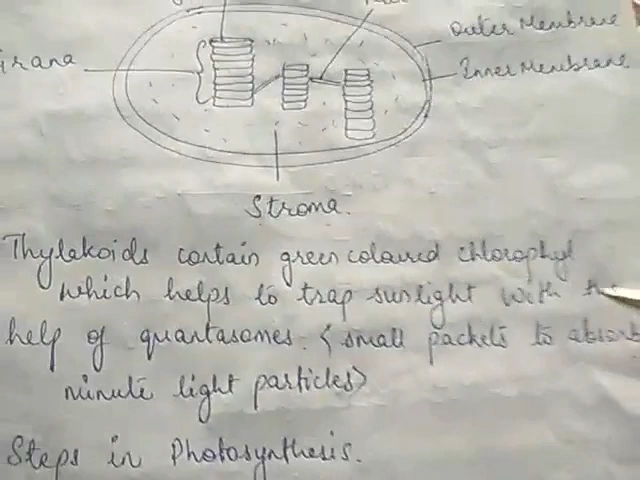 Outer Membrene
Grana
Inner Membrane
Stroma.
Thylakoids contain green coloured chlorophyl
which helps to trap sunlight with the
help of quantasomes. <small packets to absorb
minute light particles>
Steps in Photosynthesis.